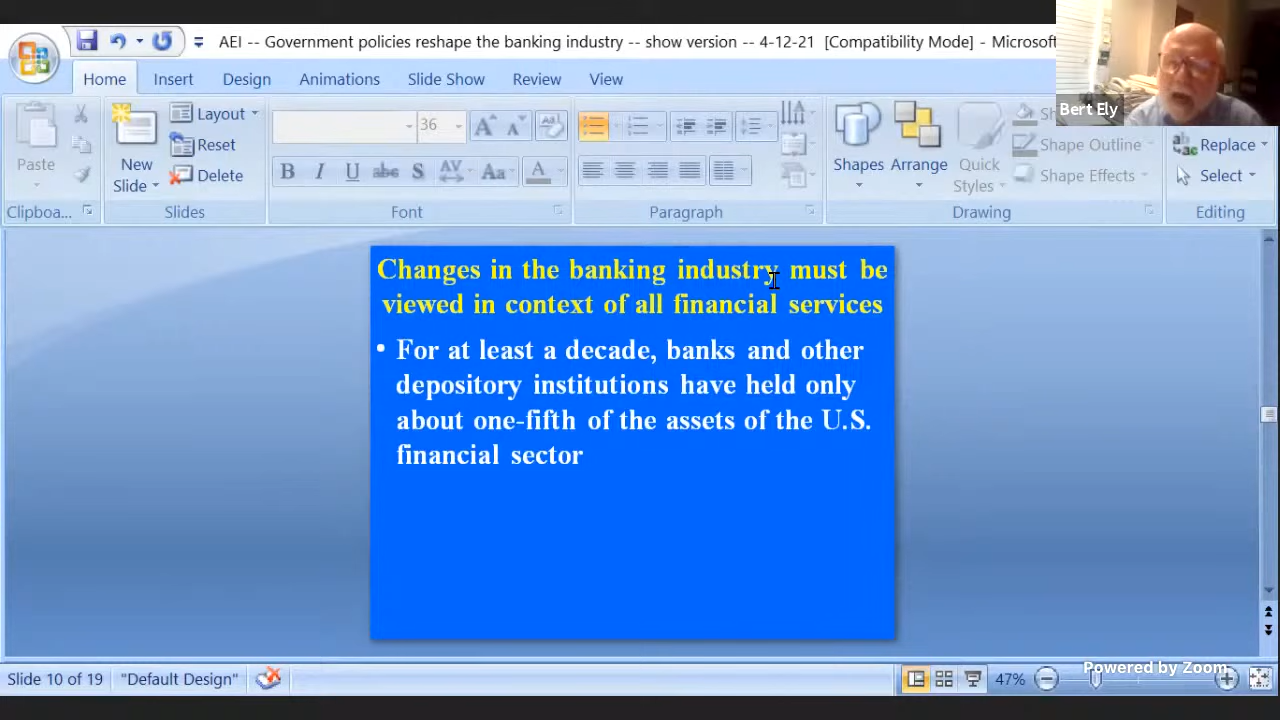 AEI -- Government policies reshape the banking industry -- show version -- 4-12-21 [Compatibility Mode] - Microsoft
Home Insert Design Animations Slide Show Review View
Bert Ely
Paste
New
Slide
Layout
Reset
Delete
36
B I U abc S AV Aa A
Shapes Arrange Quick
Styles
Shape Outline
Shape Effects
Replace
Select
Clipboa... Slides Font Paragraph Drawing Editing
Changes in the banking industry must be
viewed in context of all financial services
• For at least a decade, banks and other
depository institutions have held only
about one-fifth of the assets of the U.S.
financial sector
Powered by Zoom
Slide 10 of 19 "Default Design" 47%